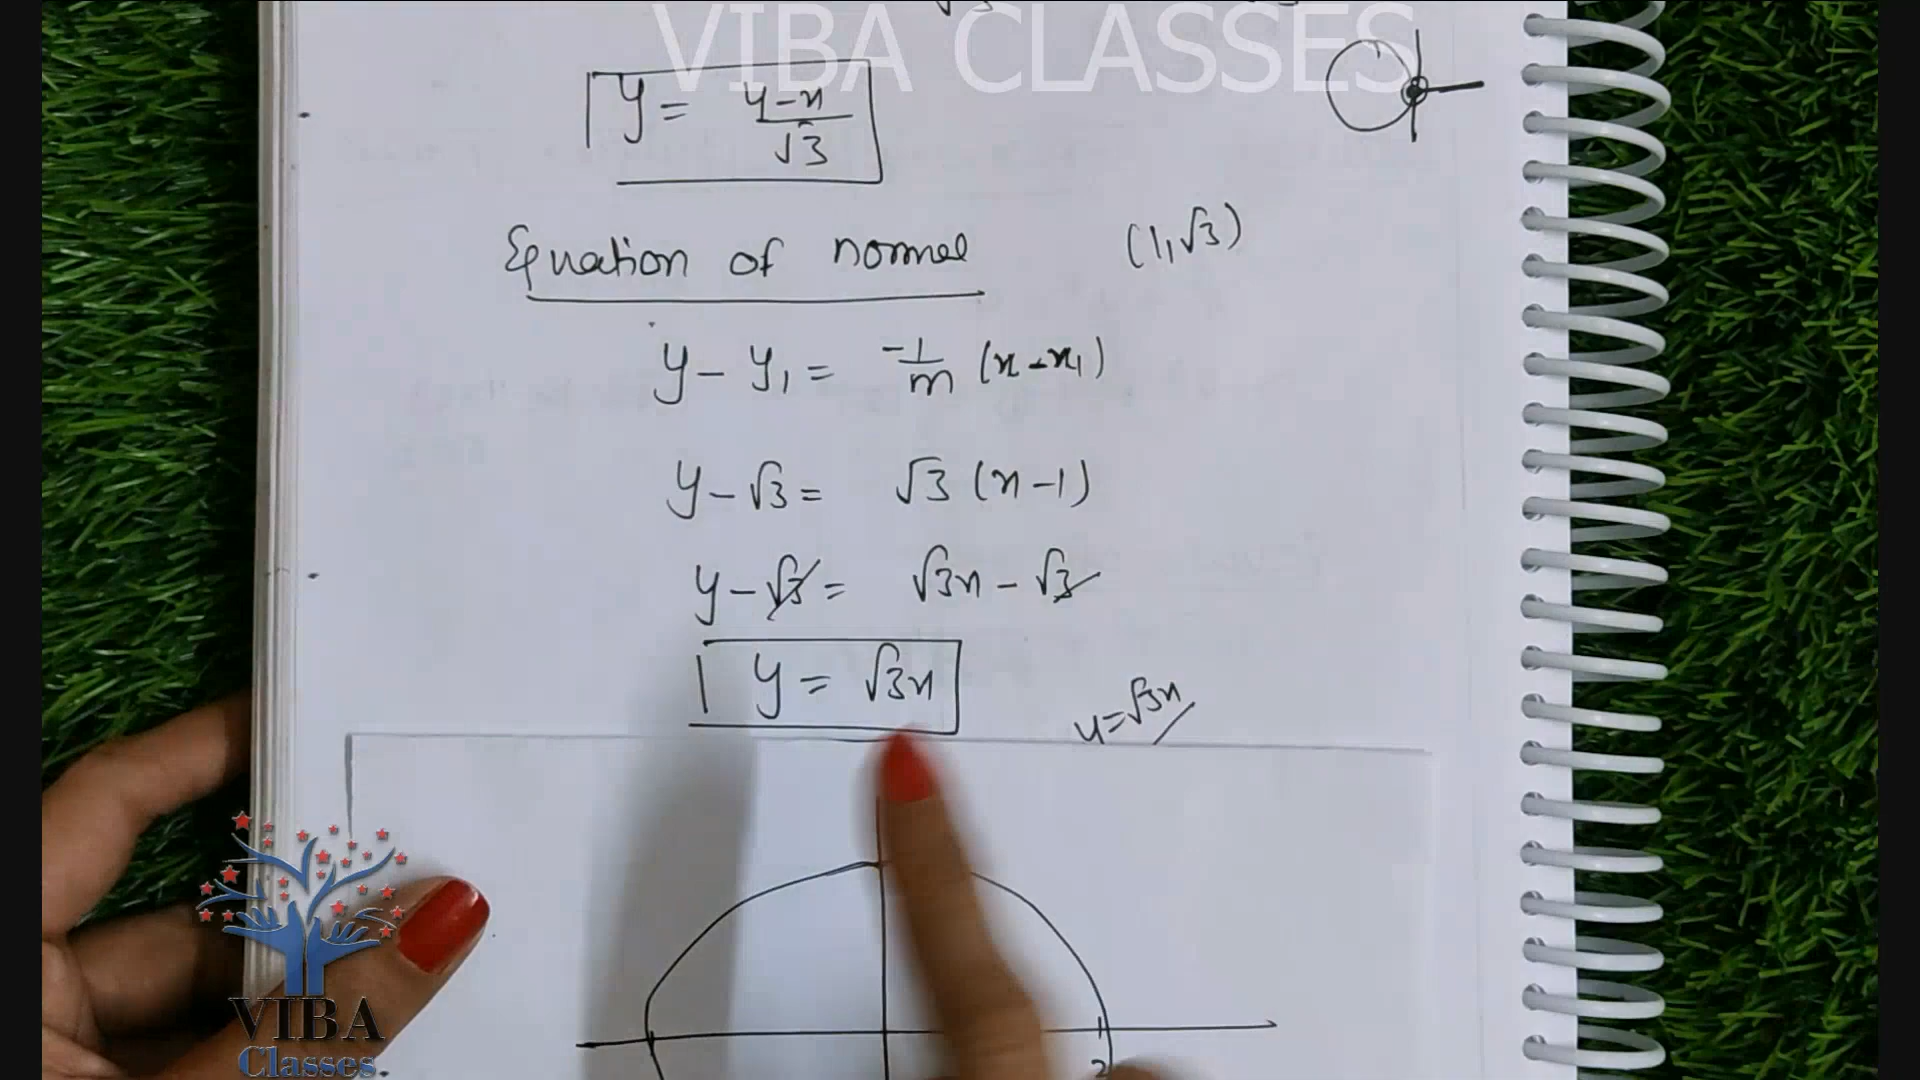 VIBA CLASSES
y = 4-x/√3
Equation of normal (1,√3)
y - y₁ = -1/m (x - x₁)
y - √3 = √3 (x - 1)
y - √3 = √3x - √3
y = √3x
y = √3x
2
VIBA
Classes